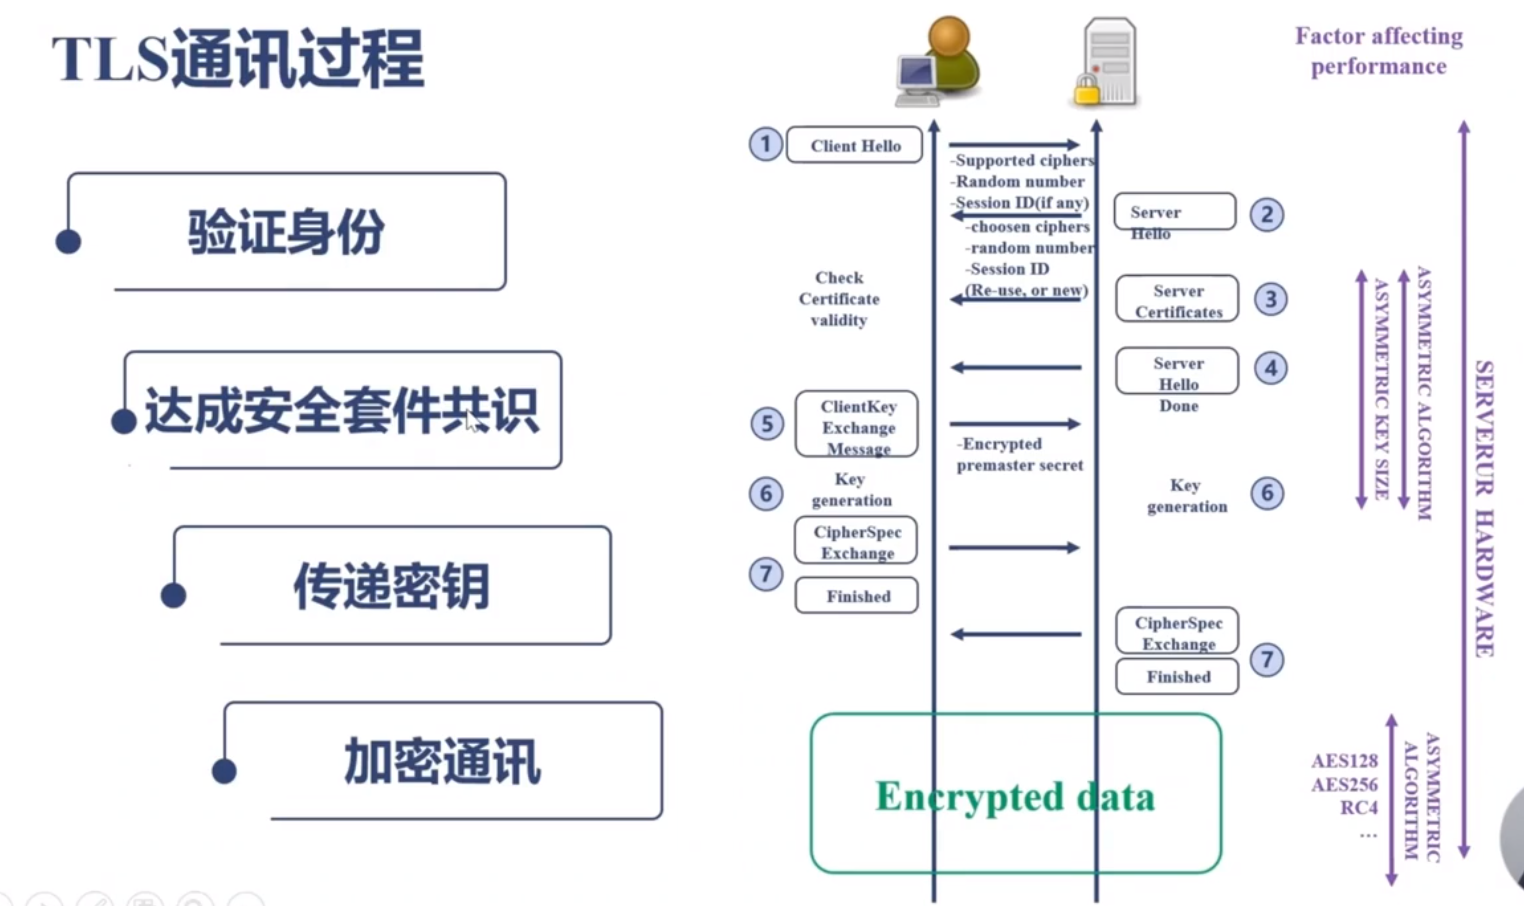 TLS通讯过程
验证身份
达成安全套件共识
传递密钥
加密通讯
Factor affecting
performance
1
Client Hello
-Supported ciphers
-Random number
-Session ID(if any)
Server
Hello
2
-choosen ciphers
-random number
-Session ID
(Re-use, or new)
Check
Certificate
validity
Server
Certificates
3
Server
Hello
Done
4
5
ClientKey
Exchange
Message
-Encrypted
premaster secret
6
Key
generation
Key
generation
6
CipherSpec
Exchange
7
Finished
CipherSpec
Exchange
7
Finished
Encrypted data
ASYMMETRIC KEY SIZE
ASYMMETRIC ALGORITHM
SERVERUR HARDWARE
AES128
AES256
RC4
...
ASYMMETRIC
ALGORITHM